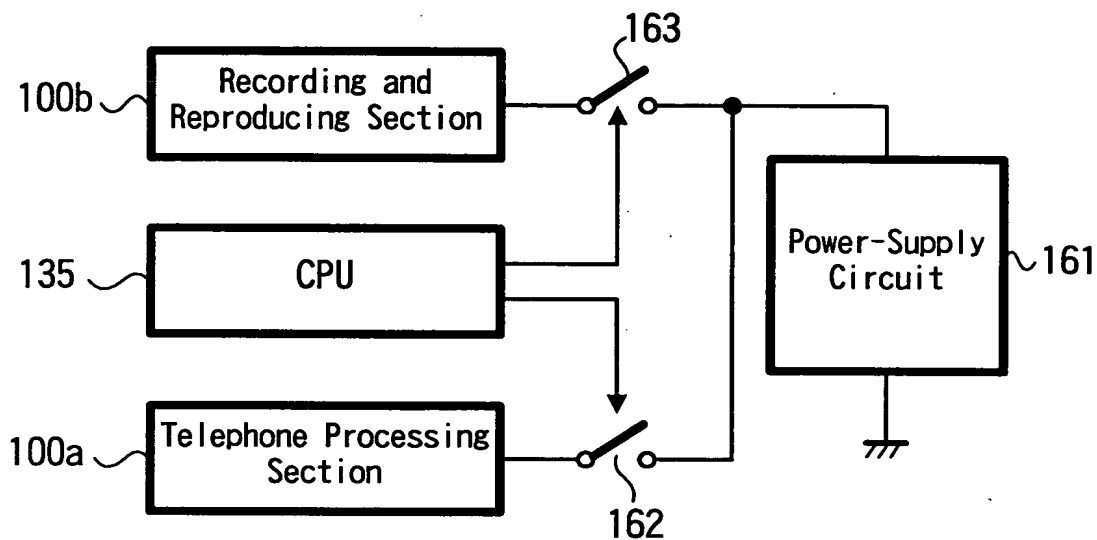 163
100b
Recording and
Reproducing Section
135
CPU
Power-Supply
Circuit
161
100a
Telephone Processing
Section
162